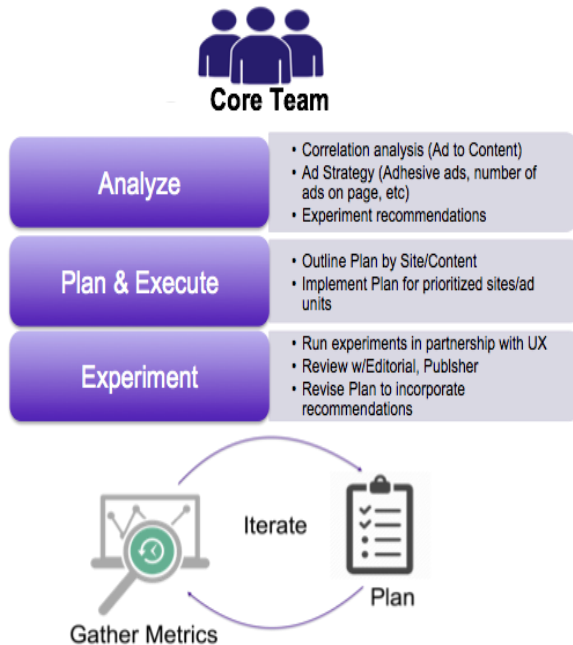 Core Team
Analyze
• Correlation analysis (Ad to Content)
• Ad Strategy (Adhesive ads, number of
ads on page, etc)
• Experiment recommendations
Plan & Execute
• Outline Plan by Site/Content
• Implement Plan for prioritized sites/ad
units
Experiment
• Run experiments in partnership with UX
• Review w/Editorial, Publsher
• Revise Plan to incorporate
recommendations
Iterate
Plan
Gather Metrics